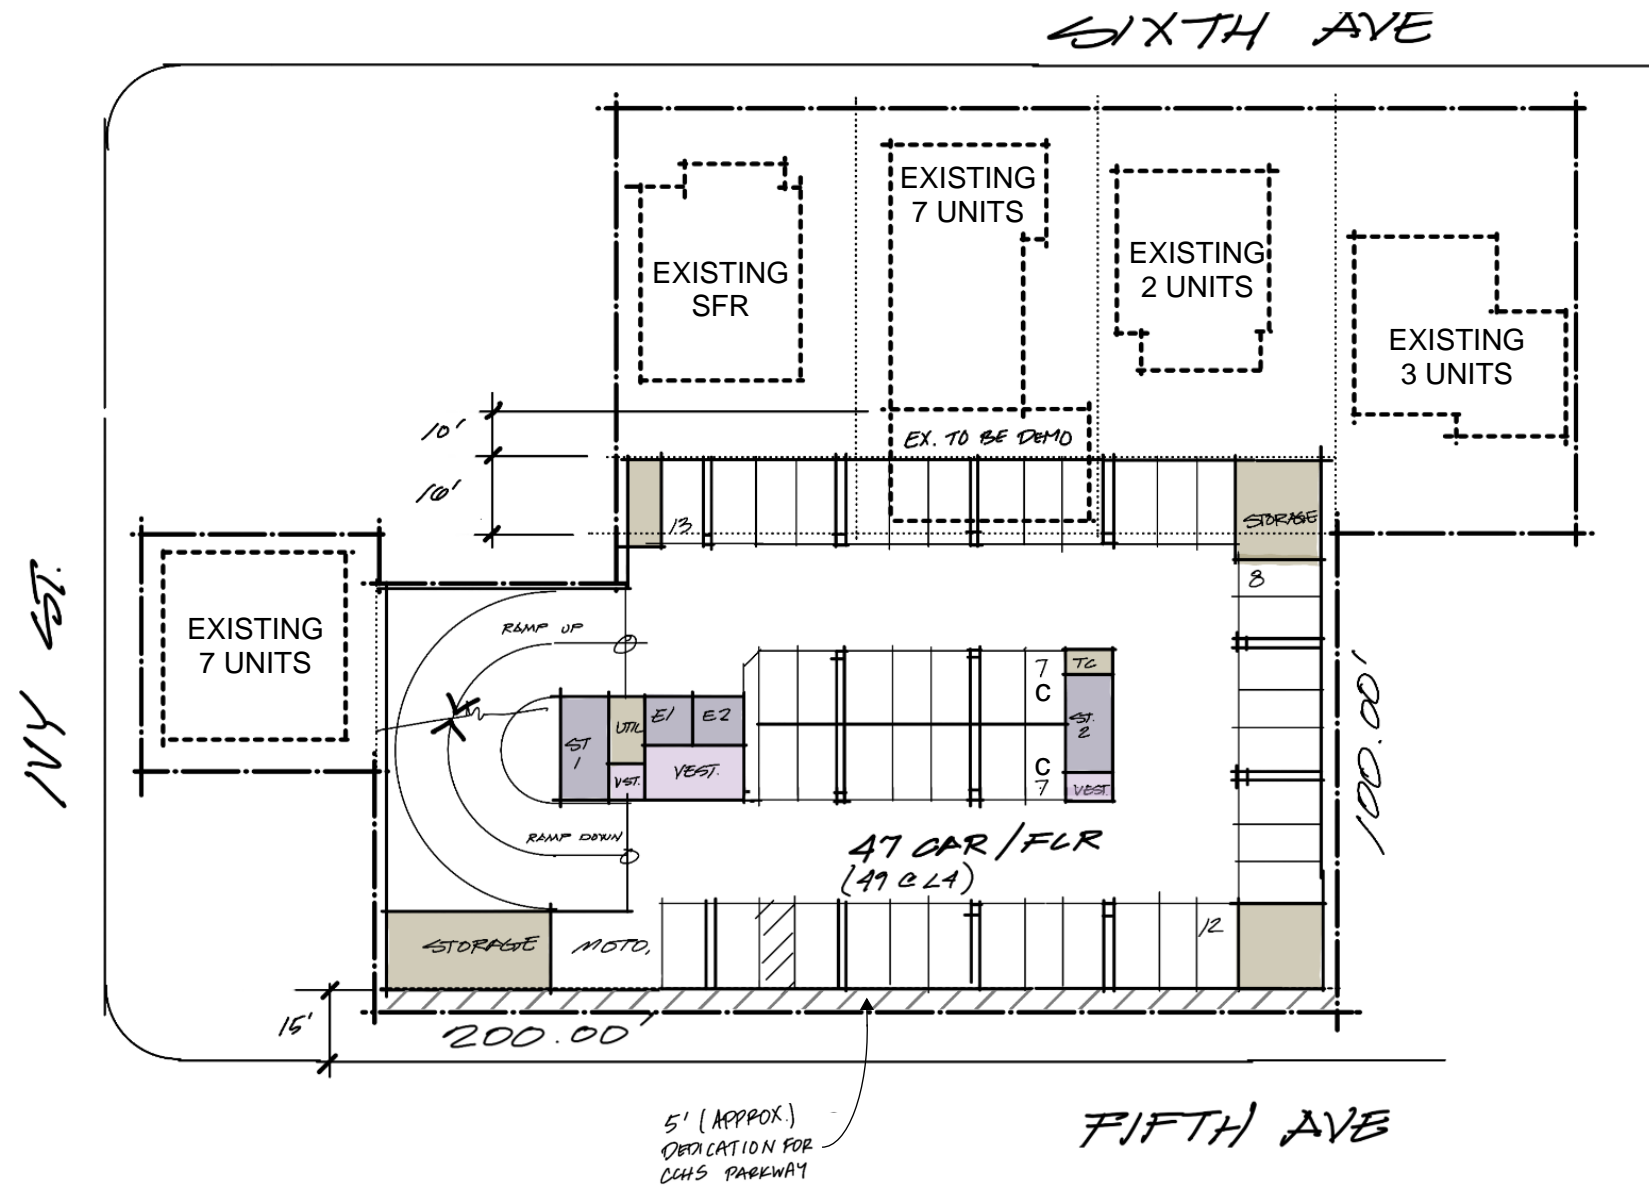 SIXTH AVE
EXISTING
7 UNITS
EXISTING
SFR
EXISTING
2 UNITS
EXISTING
3 UNITS
10'
EX. TO BE DEMO
16'
13
STORAGE
8
IVY ST.
EXISTING
7 UNITS
RAMP UP
7
C
TC
UTIL
E1
E2
ST
1
ST.
2
VST.
VEST.
C
7
VEST.
100.00'
RAMP DOWN
47 CAR/FLR
(49 @ L4)
STORAGE
MOTO.
12
15'
200.00'
5' (APPROX.)
DEDICATION FOR
CCHS PARKWAY
FIFTH AVE